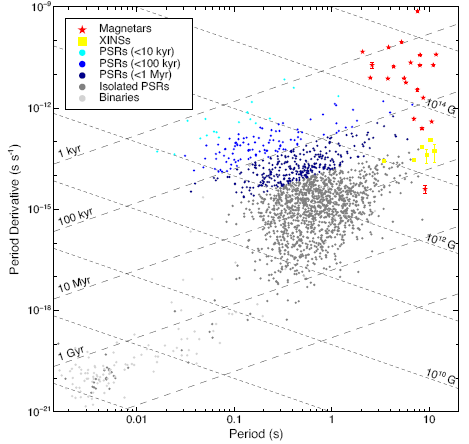 10⁻⁹
10⁻¹²
10⁻¹⁵
10⁻¹⁸
10⁻²¹
Period Derivative (s s⁻¹)
Magnetars
XINSs
PSRs (<10 kyr)
PSRs (<100 kyr)
PSRs (<1 Myr)
Isolated PSRs
Binaries
1 kyr
100 kyr
10 Myr
1 Gyr
10¹⁴ G
10¹² G
10¹⁰ G
0.01
0.1
1
10
Period (s)